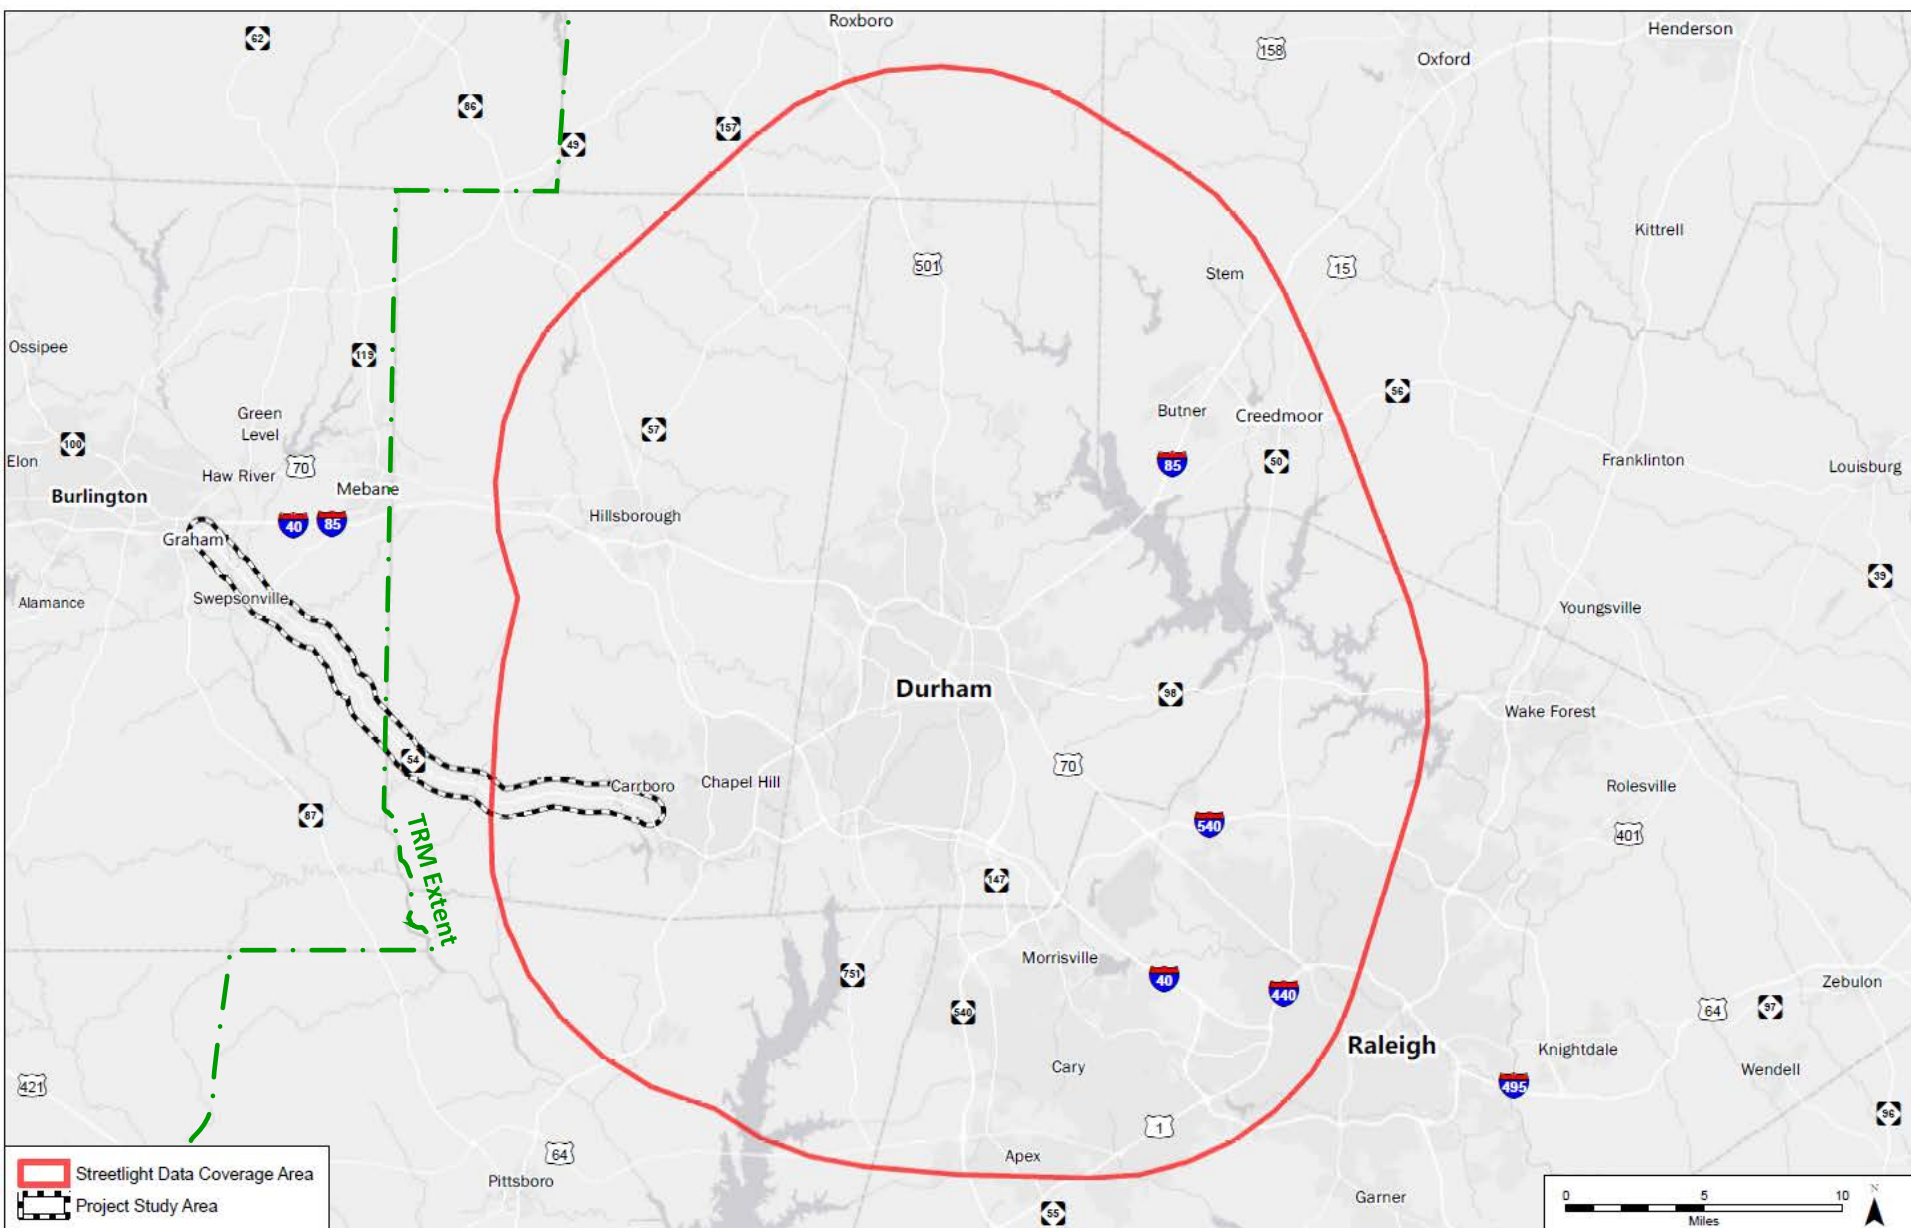 Roxboro
Henderson
62
158
Oxford
86
157
49
Kittrell
501
15
Stem
Ossipee
119
56
Green
Level
Butner
Creedmoor
57
100
Elon
70
Haw River
85
50
Franklinton
Louisburg
Burlington
Mebane
Hillsborough
40
85
Graham
39
Swepsonville
Alamance
Youngsville
Durham
98
Wake Forest
54
70
Carrboro
Chapel Hill
Rolesville
87
540
401
TRM Extent
147
Morrisville
751
40
440
Zebulon
540
64
97
Raleigh
Knightdale
Cary
Wendell
421
495
96
1
64
Apex
Pittsboro
Garner
55
Streetlight Data Coverage Area
Project Study Area
0 5 10
Miles
N